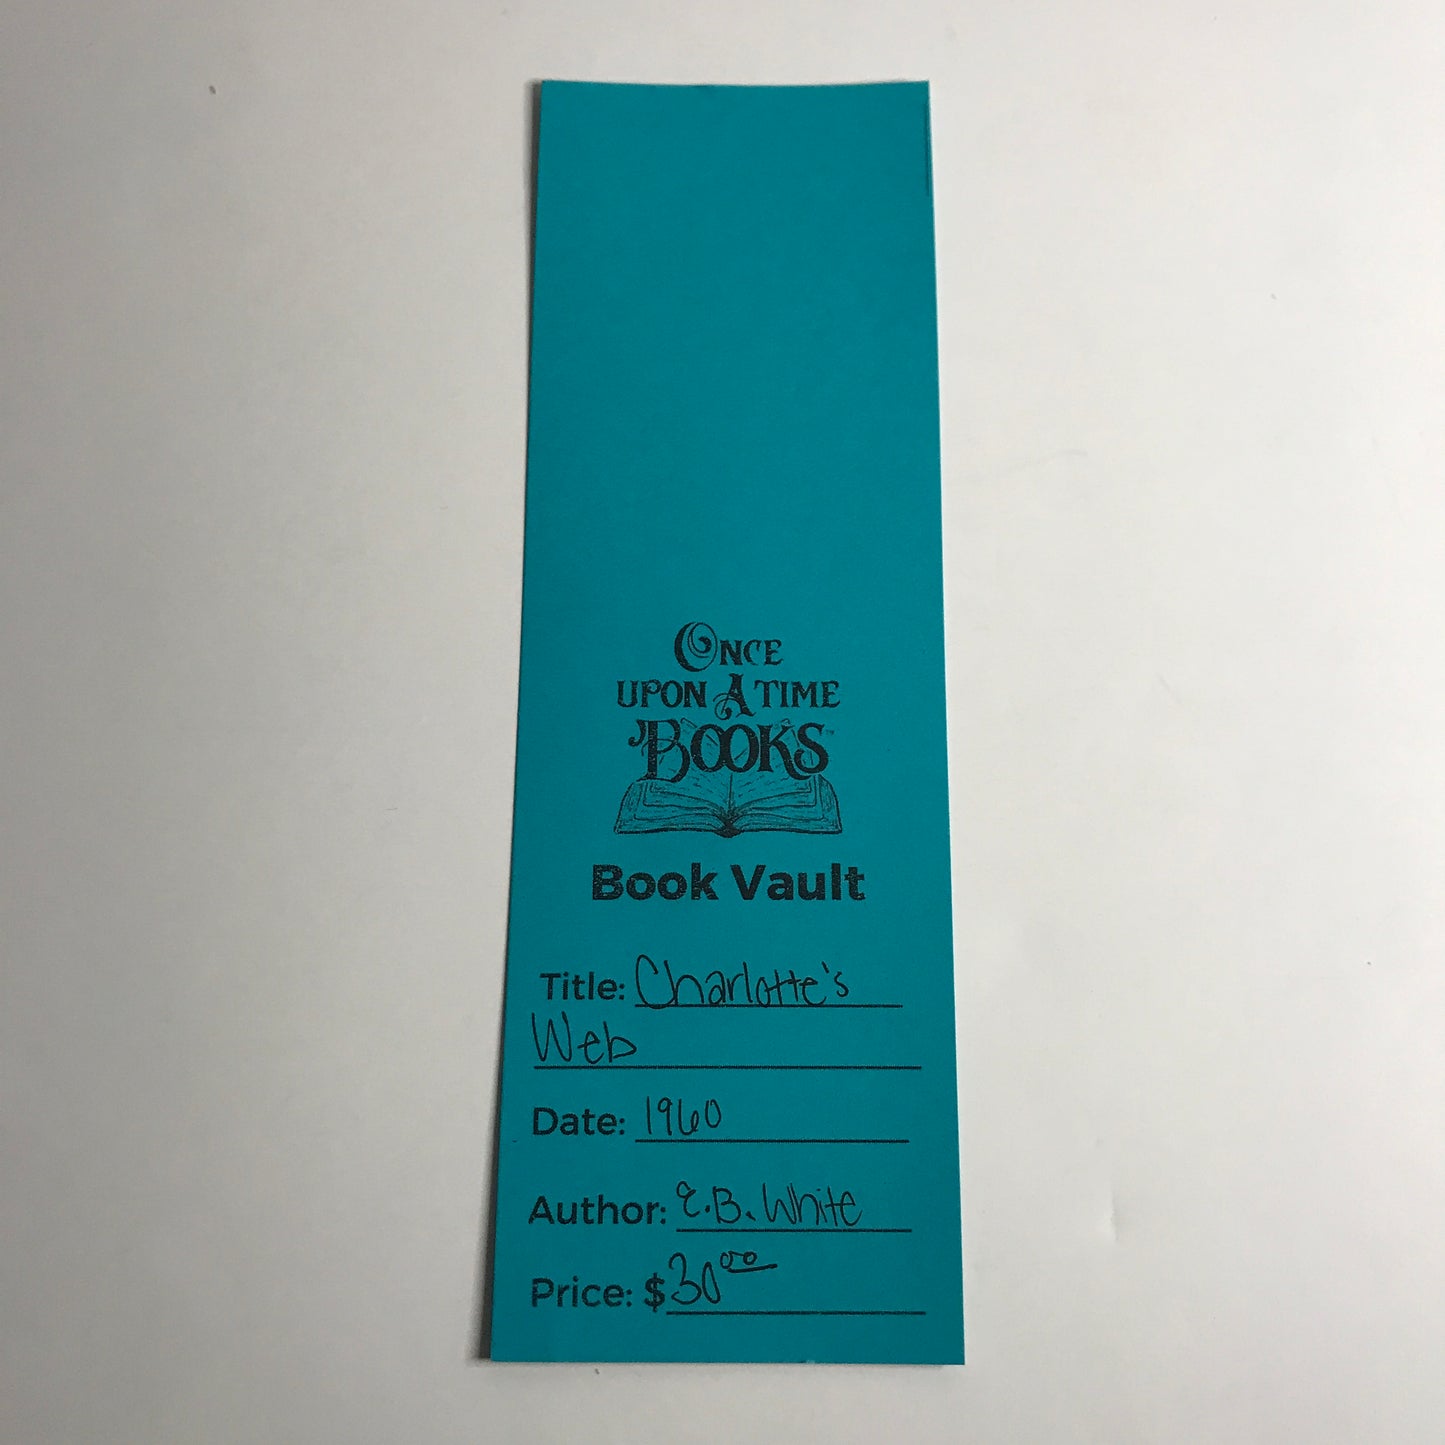 ONCE
UPON A TIME
BOOKS
Book Vault
Title: Charlotte's
Web
Date: 1960
Author: E.B. White
Price: $30 00